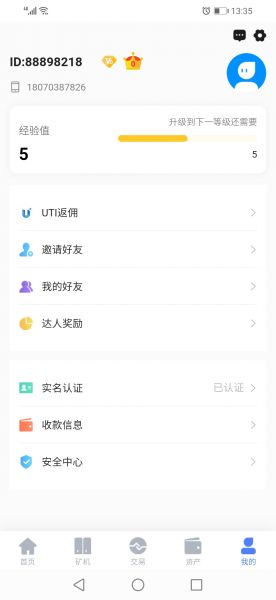 13:35
ID:88898218
18070387826
经验值
升级到下一等级还需要
5
5
UTI返佣
邀请好友
我的好友
达人奖励
实名认证 已认证
收款信息
安全中心
首页 矿机 交易 资产 我的